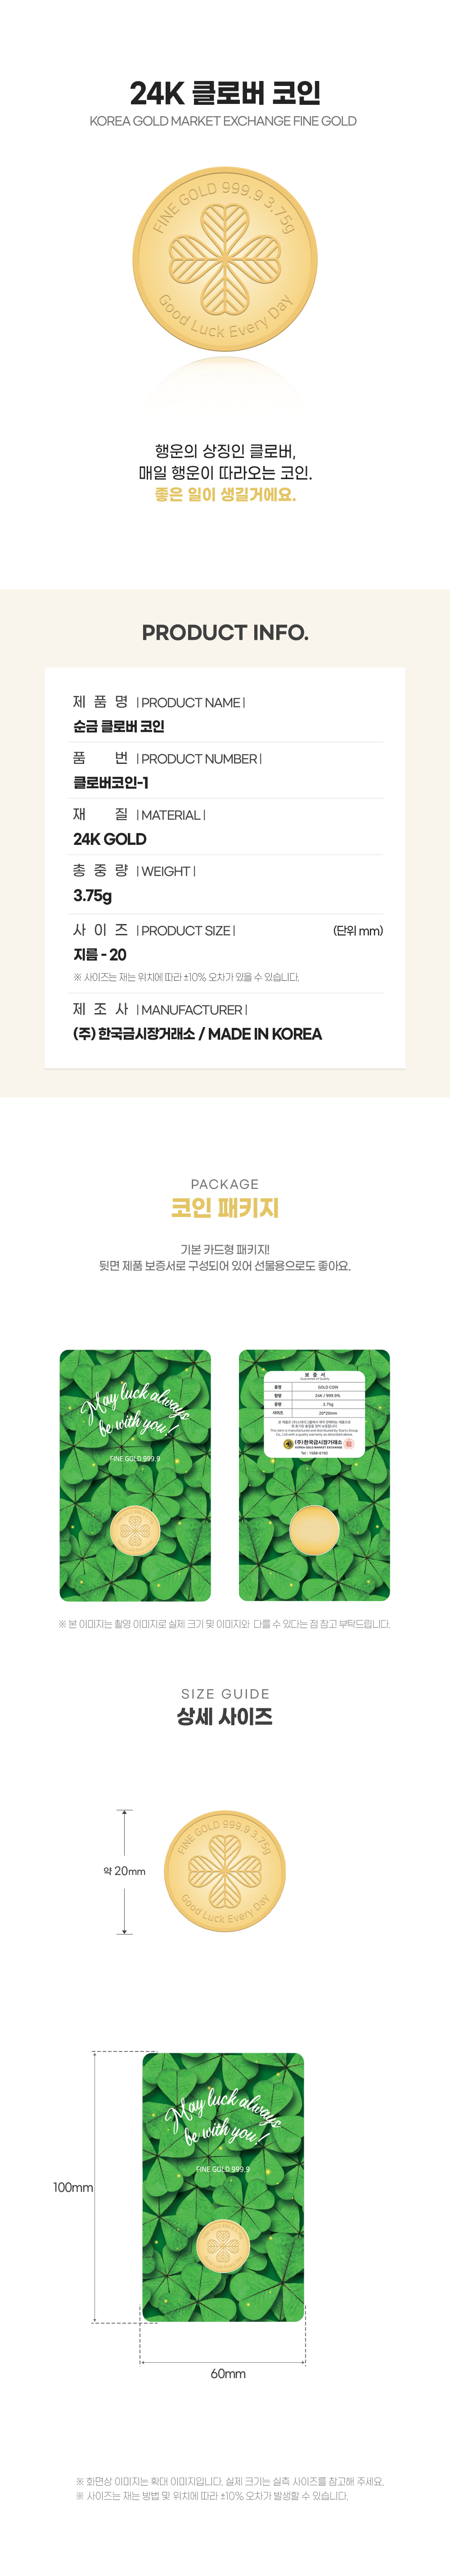 24K 클로버 코인
KOREA GOLD MARKET EXCHANGE FINE GOLD
FINE GOLD 999.9 3.75g
Good Luck Every Day
행운의 상징인 클로버,
매일 행운이 따라오는 코인.
좋은 일이 생길거에요.
PRODUCT INFO.
제 품 명 | PRODUCT NAME |
순금 클로버 코인
품 번 | PRODUCT NUMBER |
클로버코인-1
재 질 | MATERIAL |
24K GOLD
총 중 량 | WEIGHT |
3.75g
사 이 즈 | PRODUCT SIZE | (단위 mm)
지름 - 20
※ 사이즈는 재는 위치에 따라 ±10% 오차가 있을 수 있습니다.
제 조 사 | MANUFACTURER |
(주) 한국금시장거래소 / MADE IN KOREA
PACKAGE
코인 패키지
기본 카드형 패키지!
뒷면 제품 보증서로 구성되어 있어 선물용으로도 좋아요.
May luck always
be with you!
FINE GOLD 999.9
보 증 서
Guarantee of Quality
품명 GOLD COIN
함량 24K / 999.9%
중량 3.75g
사이즈 20*20mm
(주)한국금시장거래소
KOREA GOLD MARKET EXCHANGE
※ 본 이미지는 촬영 이미지로 실제 크기 및 이미지와 다를 수 있다는 점 참고 부탁드립니다.
SIZE GUIDE
상세 사이즈
약 20mm
FINE GOLD 999.9 3.75g
Good Luck Every Day
May luck always
be with you!
FINE GOLD 999.9
100mm
60mm
※ 화면상 이미지는 확대 이미지입니다. 실제 크기는 실측 사이즈를 참고해 주세요.
※ 사이즈는 재는 방법 및 위치에 따라 ±10% 오차가 발생할 수 있습니다.